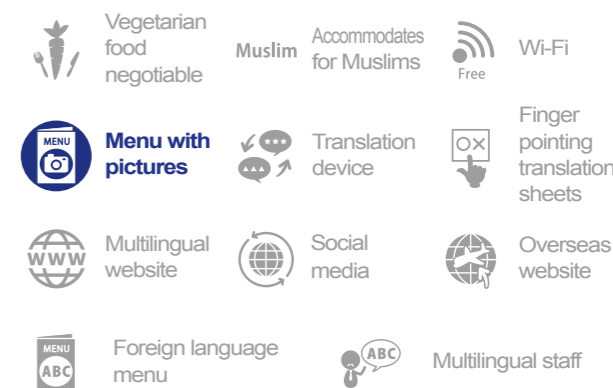 Vegetarian
food
negotiable
Muslim
Accommodates
for Muslims
Free
Wi-Fi
MENU
Menu with
pictures
Translation
device
OX
Finger
pointing
translation
sheets
WWW
Multilingual
website
Social
media
Overseas
website
MENU
ABC
Foreign language
menu
ABC
Multilingual staff